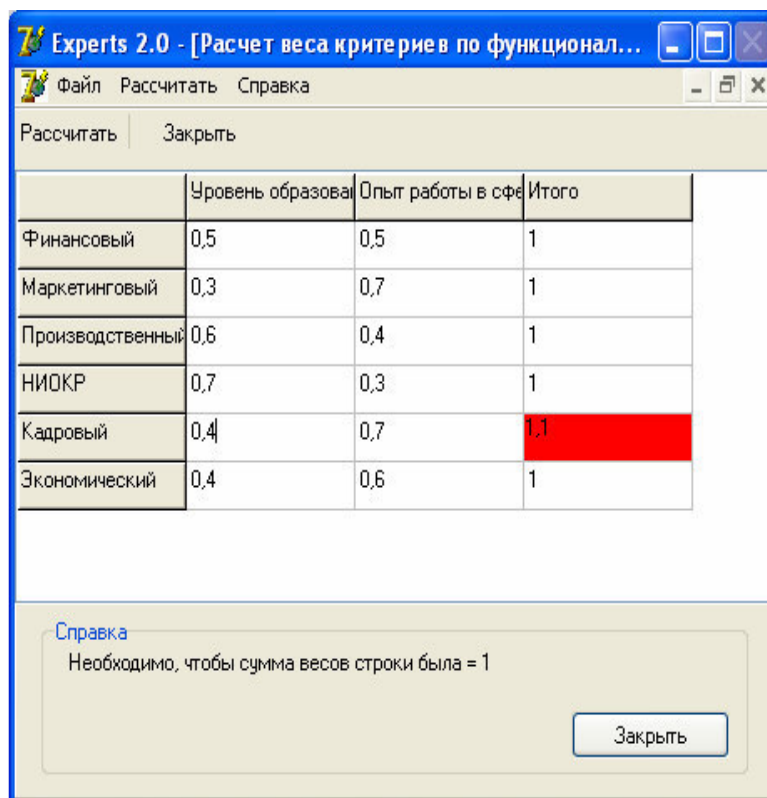 Experts 2.0 - [Расчет веса критериев по функционал...
Файл Рассчитать Справка
Рассчитать Закрыть
Уровень образова Опыт работы в сфе Итого
Финансовый 0,5 0,5 1
Маркетинговый 0,3 0,7 1
Производственный 0,6 0,4 1
НИОКР 0,7 0,3 1
Кадровый 0,4 0,7 1,1
Экономический 0,4 0,6 1
Справка
Необходимо, чтобы сумма весов строки была = 1
Закрыть